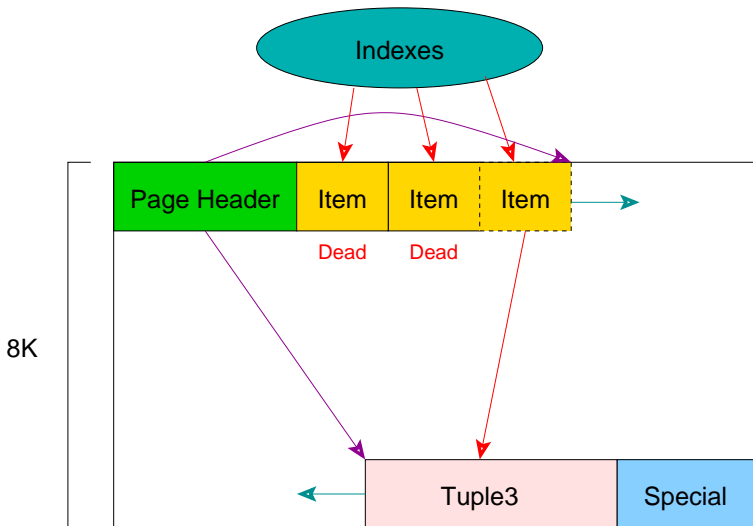 Indexes
Page Header Item Item Item
Dead Dead
8K
Tuple3 Special